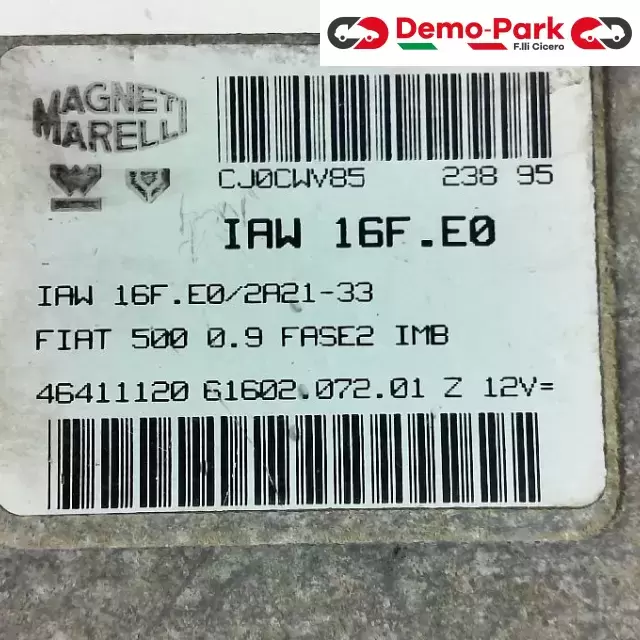 Demo-Park
F.lli Cicero
MAGNETI
MARELLI
CJ0CWV85 238 95
IAW 16F.E0
IAW 16F.E0/2A21-33
FIAT 500 0.9 FASE2 IMB
46411120 61602.072.01 Z 12V=